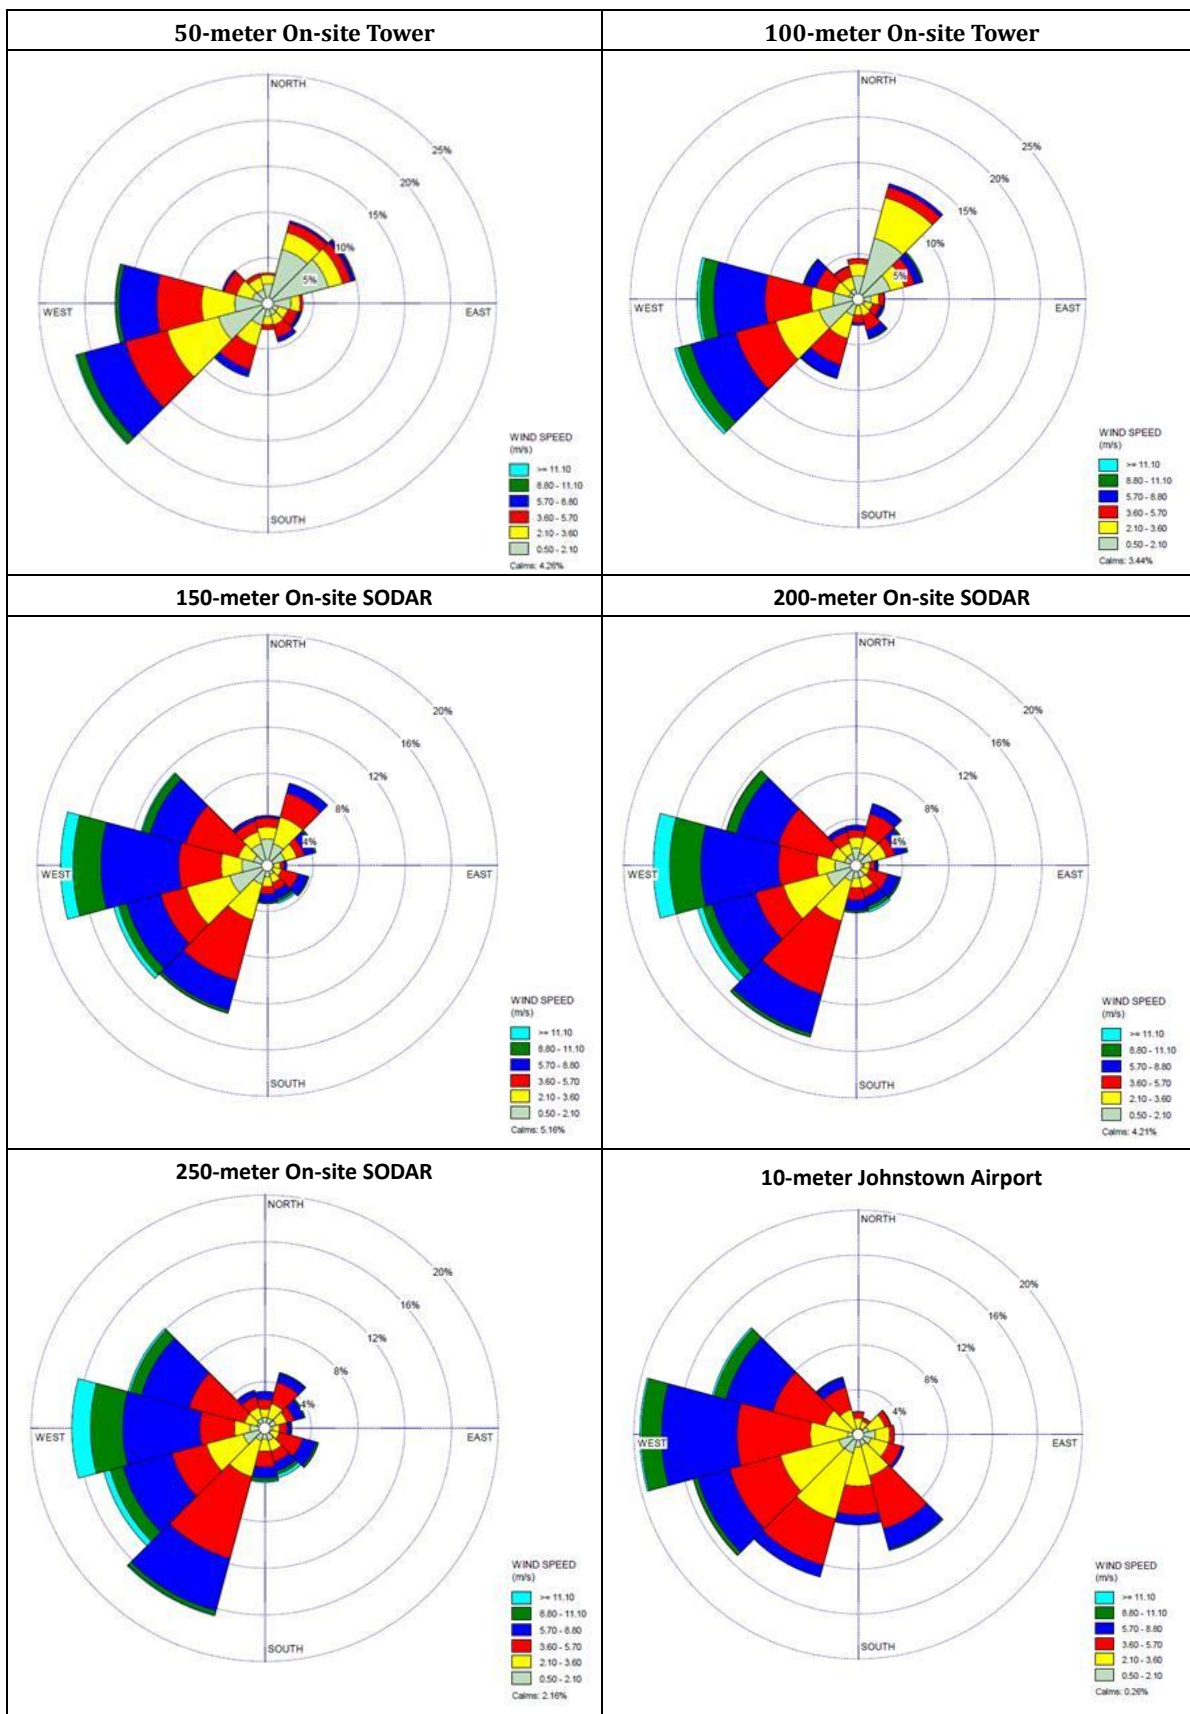 50-meter On-site Tower
100-meter On-site Tower
NORTH
25%
20%
15%
10%
5%
WEST
EAST
SOUTH
WIND SPEED
(m/s)
>= 11.10
8.80 - 11.10
5.70 - 8.80
3.60 - 5.70
2.10 - 3.60
0.50 - 2.10
Calms: 4.26%
NORTH
25%
20%
15%
10%
5%
WEST
EAST
SOUTH
WIND SPEED
(m/s)
>= 11.10
8.80 - 11.10
5.70 - 8.80
3.60 - 5.70
2.10 - 3.60
0.50 - 2.10
Calms: 3.44%
150-meter On-site SODAR
200-meter On-site SODAR
NORTH
20%
16%
12%
8%
4%
WEST
EAST
SOUTH
WIND SPEED
(m/s)
>= 11.10
8.80 - 11.10
5.70 - 8.80
3.60 - 5.70
2.10 - 3.60
0.50 - 2.10
Calms: 5.16%
NORTH
20%
16%
12%
8%
4%
WEST
EAST
SOUTH
WIND SPEED
(m/s)
>= 11.10
8.80 - 11.10
5.70 - 8.80
3.60 - 5.70
2.10 - 3.60
0.50 - 2.10
Calms: 4.21%
250-meter On-site SODAR
10-meter Johnstown Airport
NORTH
20%
16%
12%
8%
4%
WEST
EAST
SOUTH
WIND SPEED
(m/s)
>= 11.10
8.80 - 11.10
5.70 - 8.80
3.60 - 5.70
2.10 - 3.60
0.50 - 2.10
Calms: 2.16%
NORTH
20%
16%
12%
8%
4%
WEST
EAST
SOUTH
WIND SPEED
(m/s)
>= 11.10
8.80 - 11.10
5.70 - 8.80
3.60 - 5.70
2.10 - 3.60
0.50 - 2.10
Calms: 0.26%